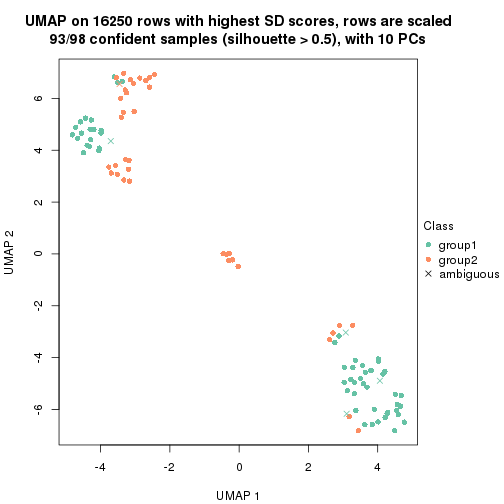 UMAP on 16250 rows with highest SD scores, rows are scaled
93/98 confident samples (silhouette > 0.5), with 10 PCs
6
4
2
0
-2
-4
-6
UMAP 2
-4
-2
0
2
4
UMAP 1
Class
group1
group2
ambiguous